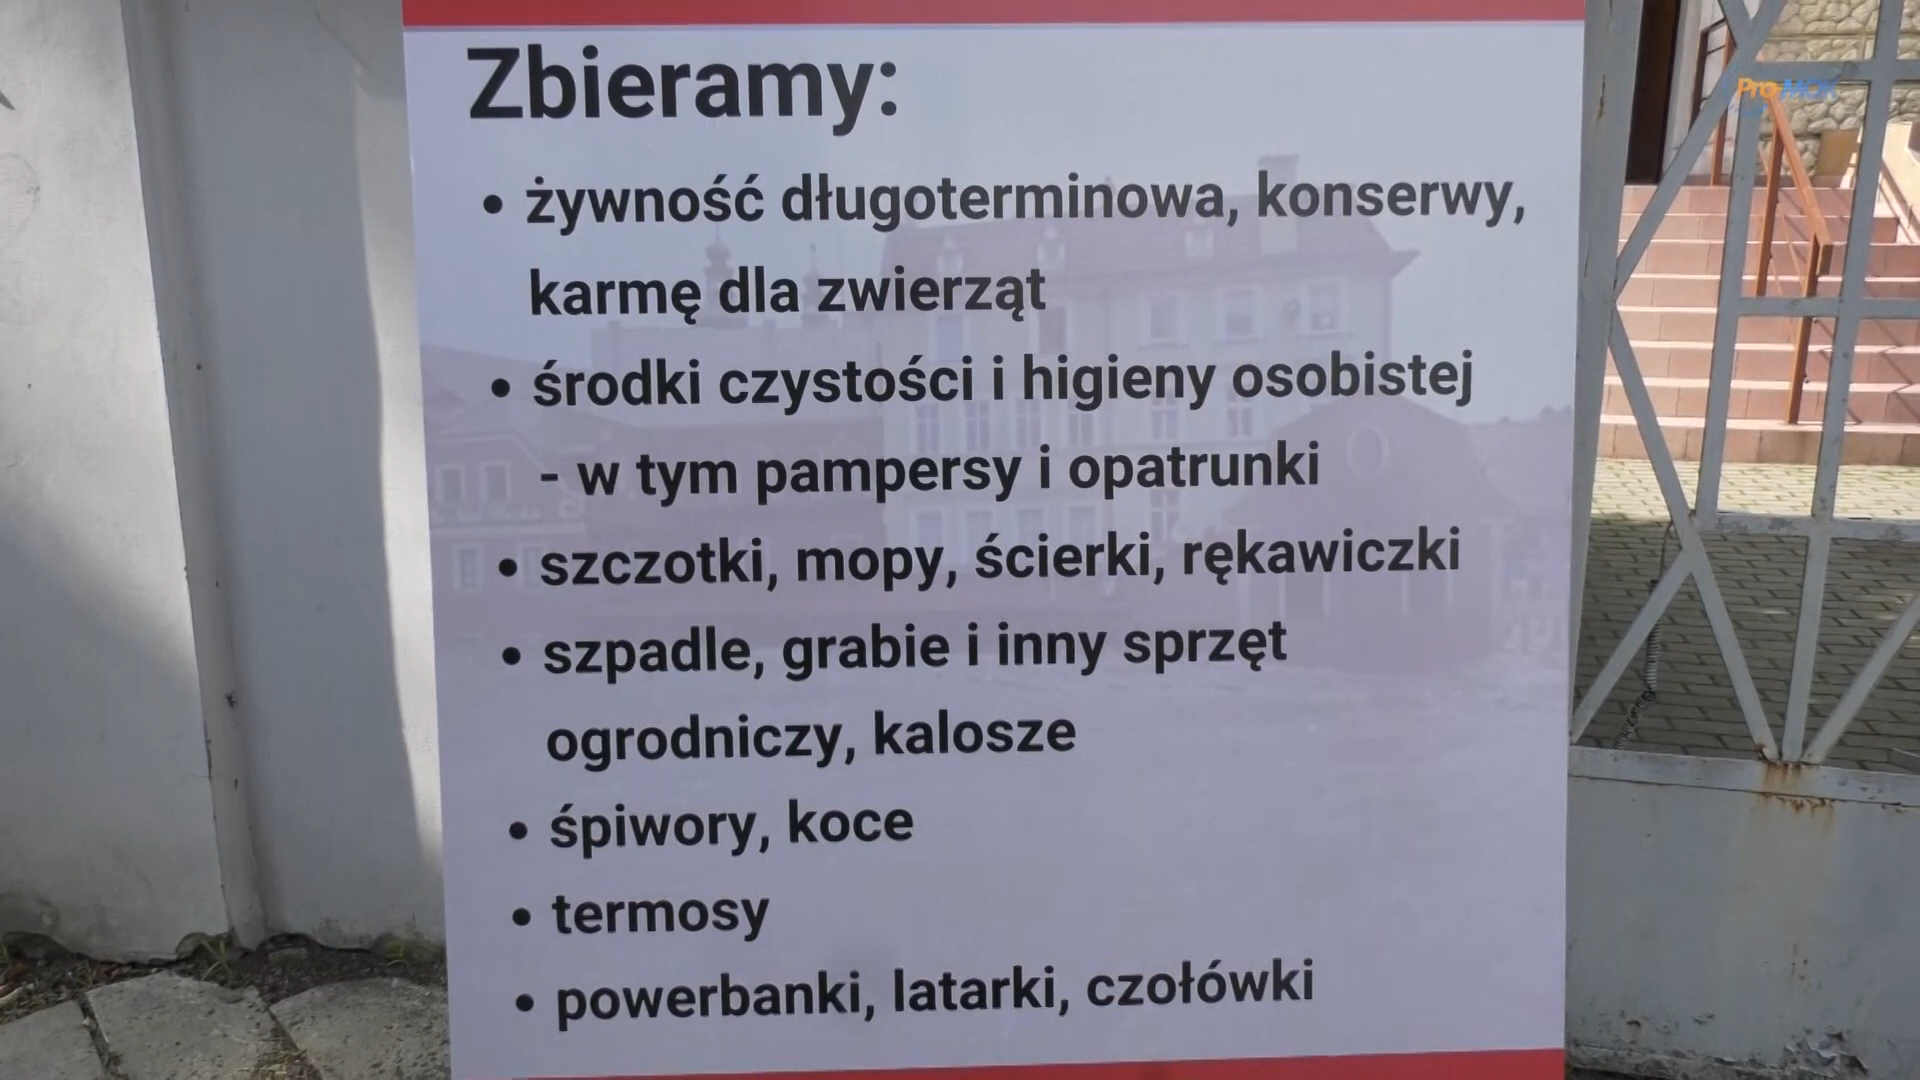 Zbieramy:
• żywność długoterminowa, konserwy,
karmę dla zwierząt
• środki czystości i higieny osobistej
- w tym pampersy i opatrunki
• szczotki, mopy, ścierki, rękawiczki
• szpadle, grabie i inny sprzęt
ogrodniczy, kalosze
• śpiwory, koce
• termosy
• powerbanki, latarki, czołówki